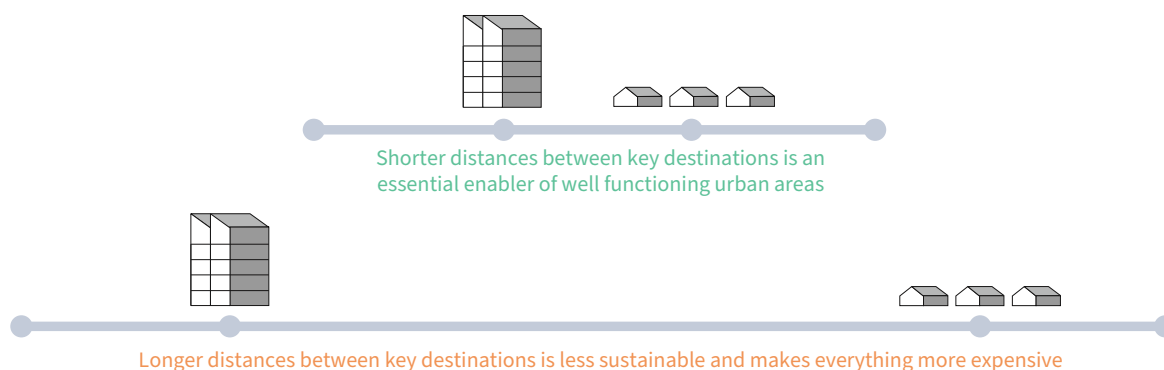 Shorter distances between key destinations is an
essential enabler of well functioning urban areas
Longer distances between key destinations is less sustainable and makes everything more expensive